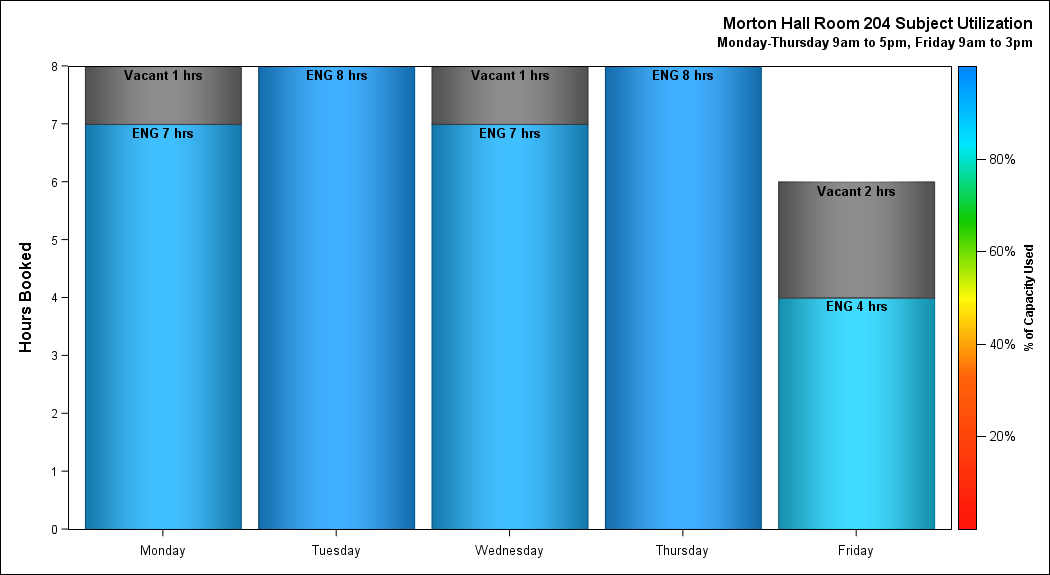 Morton Hall Room 204 Subject Utilization
Monday-Thursday 9am to 5pm, Friday 9am to 3pm
Hours Booked
8
7
6
5
4
3
2
1
0
Vacant 1 hrs
ENG 7 hrs
ENG 8 hrs
Vacant 1 hrs
ENG 7 hrs
ENG 8 hrs
Vacant 2 hrs
ENG 4 hrs
Monday
Tuesday
Wednesday
Thursday
Friday
80%
60%
40%
20%
% of Capacity Used